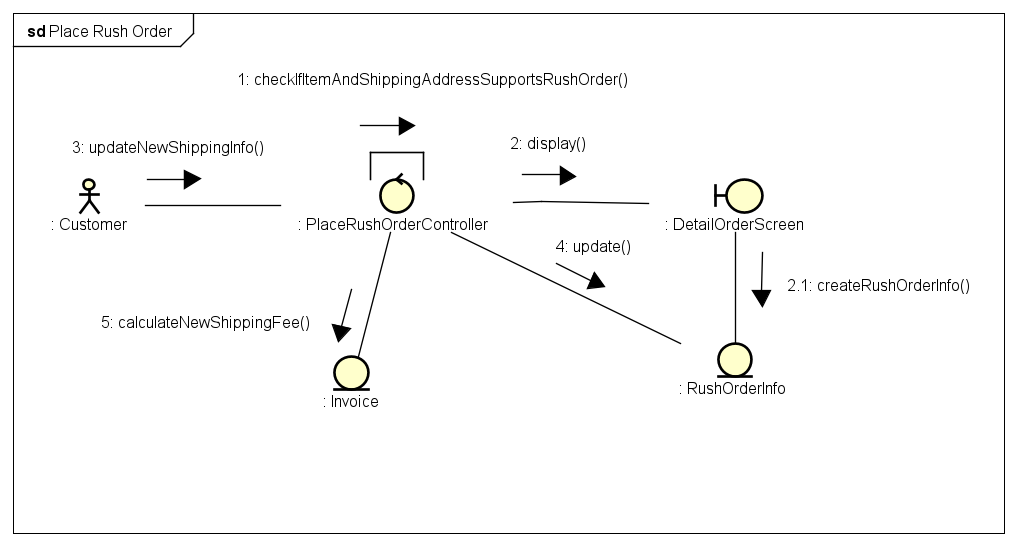 sd Place Rush Order
1: checkIfItemAndShippingAddressSupportsRushOrder()
3: updateNewShippingInfo()
2: display()
: Customer
: PlaceRushOrderController
: DetailOrderScreen
4: update()
2.1: createRushOrderInfo()
5: calculateNewShippingFee()
: RushOrderInfo
: Invoice